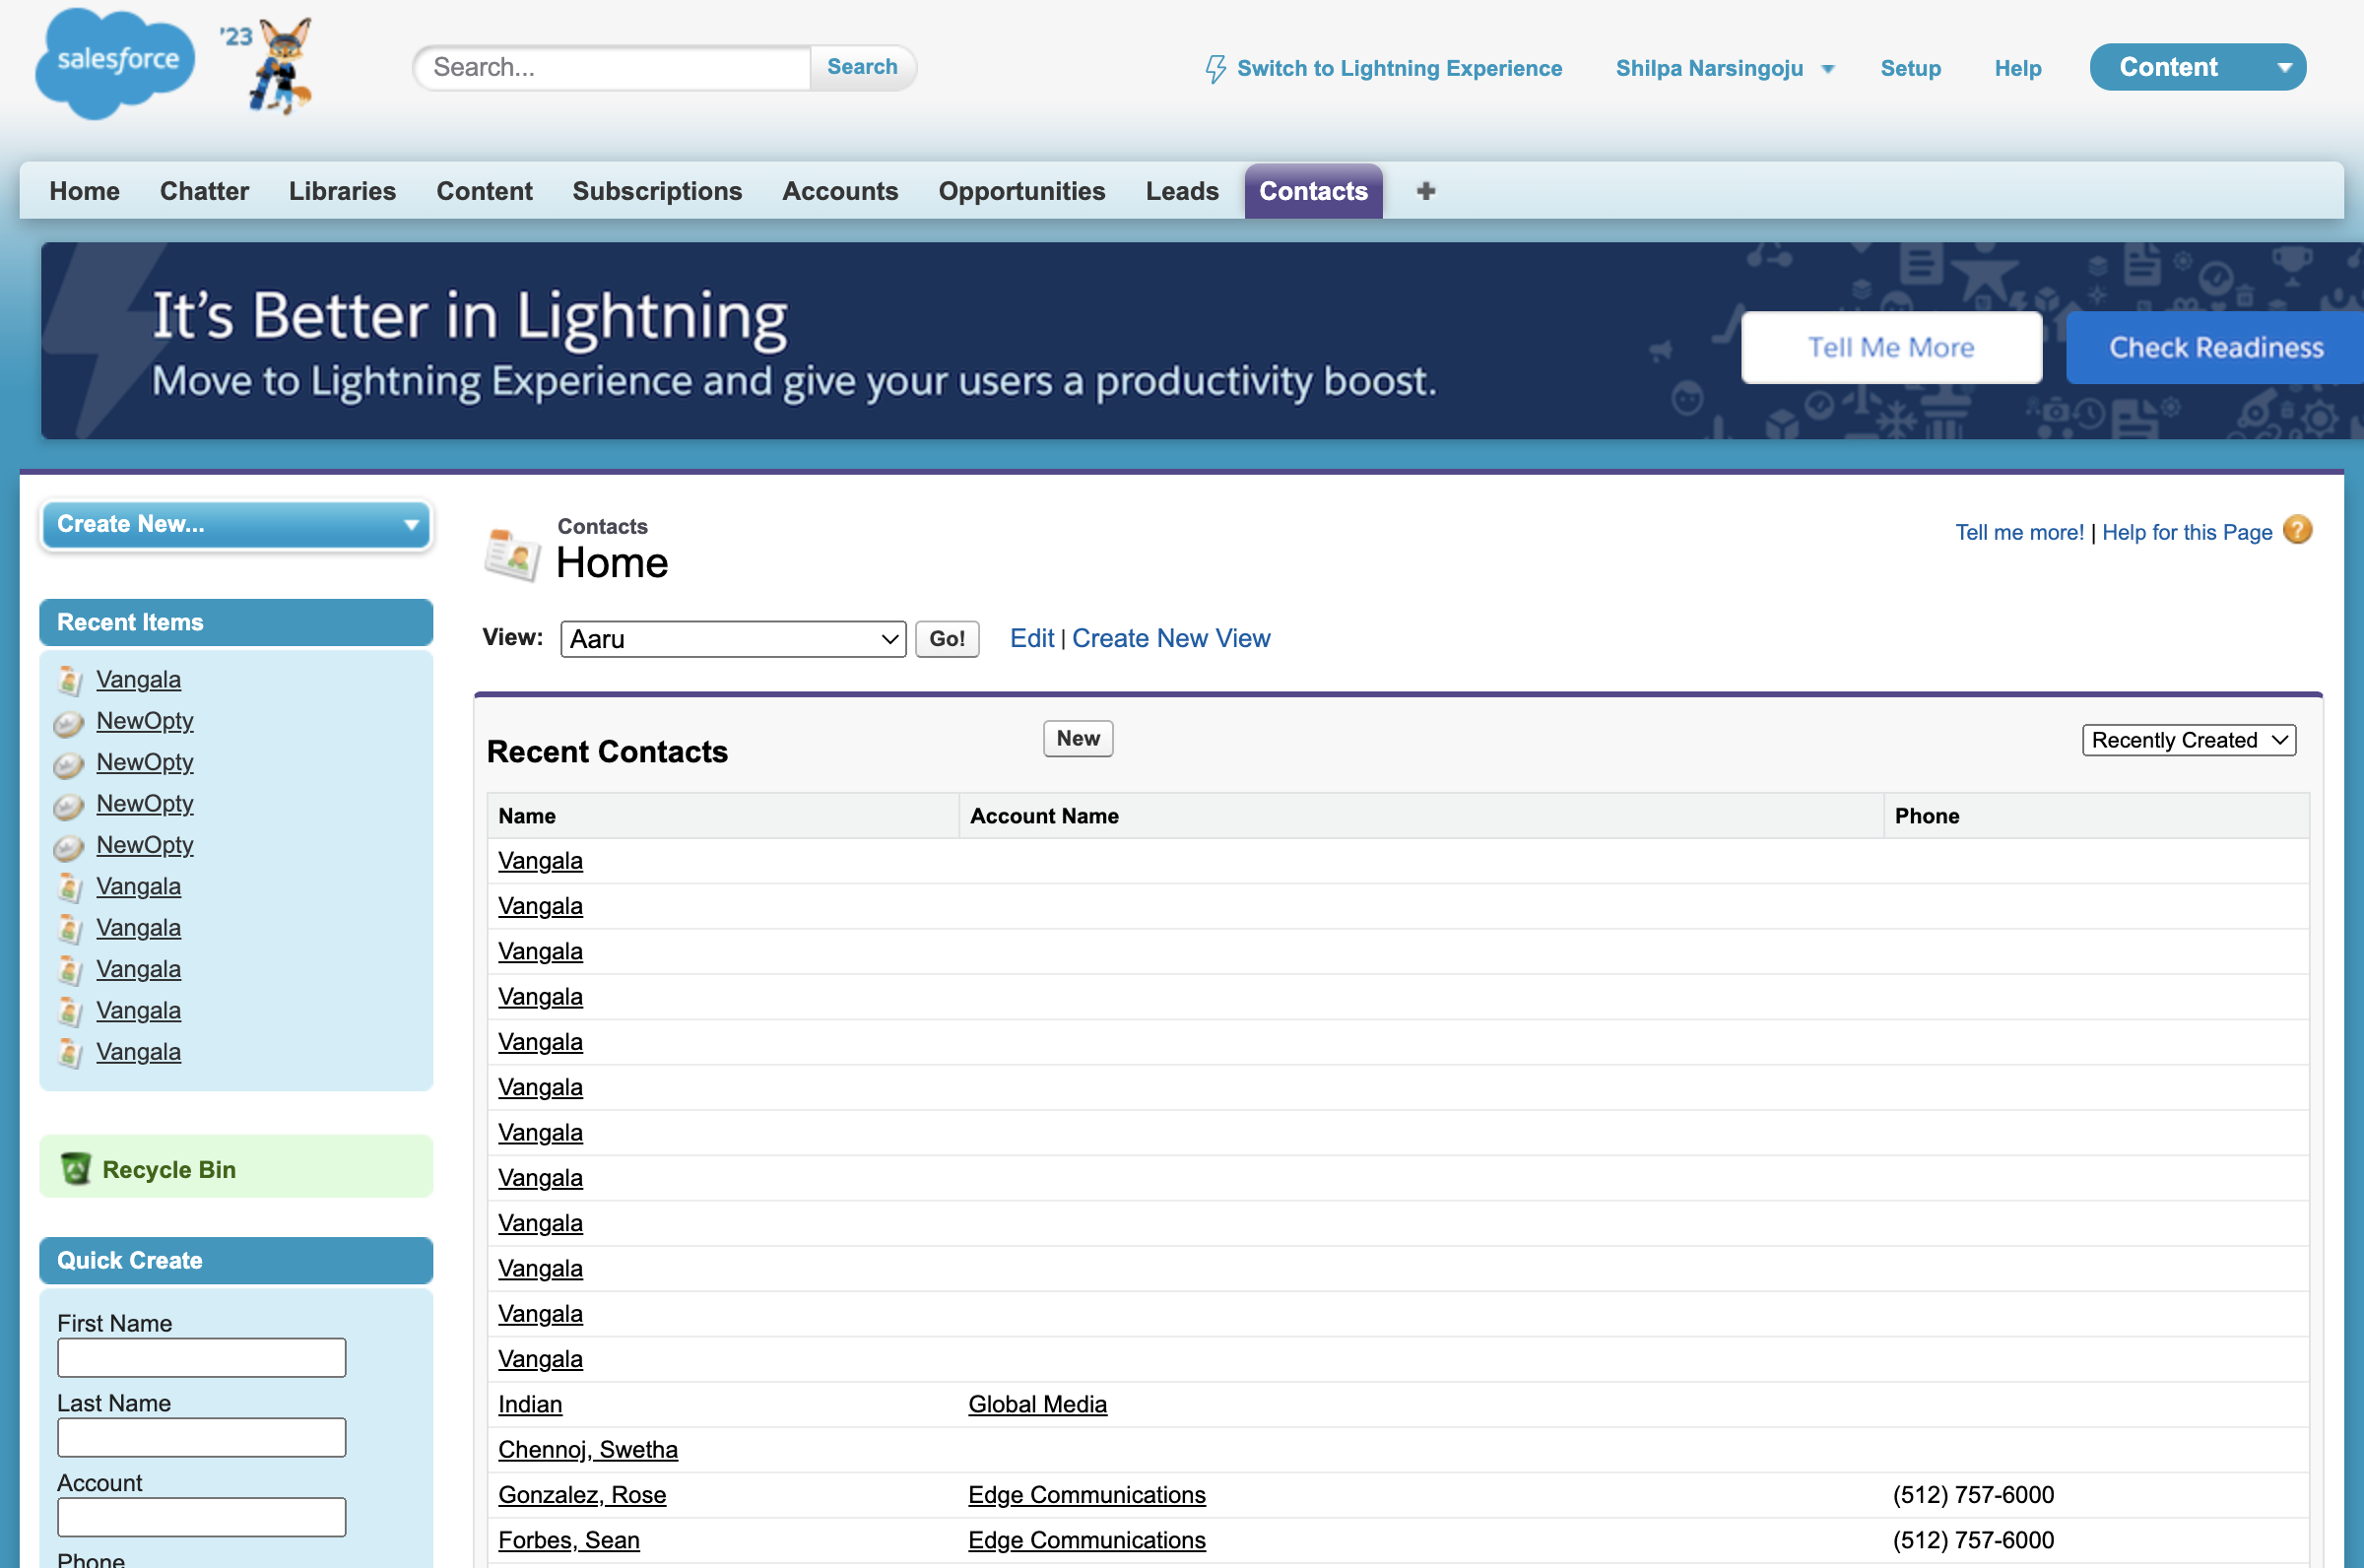 salesforce
'23
Search...
Search
Switch to Lightning Experience
Shilpa Narsingoju
Setup
Help
Content
Home
Chatter
Libraries
Content
Subscriptions
Accounts
Opportunities
Leads
Contacts
+
It's Better in Lightning
Move to Lightning Experience and give your users a productivity boost.
Tell Me More
Check Readiness
Create New...
Recent Items
Vangala
NewOpty
NewOpty
NewOpty
NewOpty
Vangala
Vangala
Vangala
Vangala
Vangala
Recycle Bin
Quick Create
First Name
Last Name
Account
Phone
Contacts
Home
Tell me more! | Help for this Page ?
View: Aaru Go! Edit | Create New View
Recent Contacts
New
Recently Created
Name Account Name Phone
Vangala
Vangala
Vangala
Vangala
Vangala
Vangala
Vangala
Vangala
Vangala
Vangala
Vangala
Vangala
Indian Global Media
Chennoj, Swetha
Gonzalez, Rose Edge Communications (512) 757-6000
Forbes, Sean Edge Communications (512) 757-6000